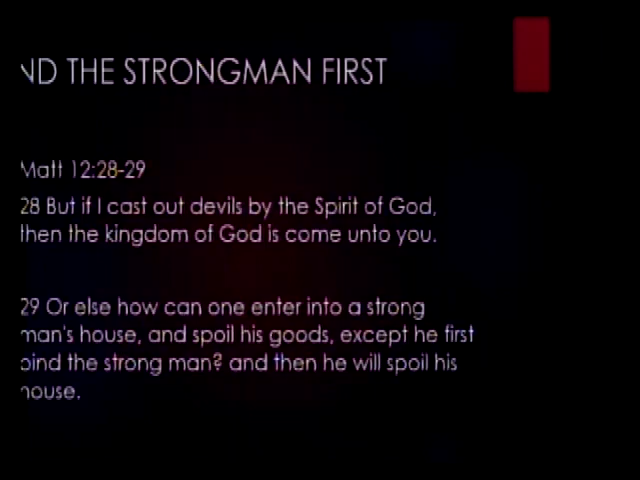 ND THE STRONGMAN FIRST
Matt 12:28-29
28 But if I cast out devils by the Spirit of God,
then the kingdom of God is come unto you.
29 Or else how can one enter into a strong
man's house, and spoil his goods, except he first
bind the strong man? and then he will spoil his
house.